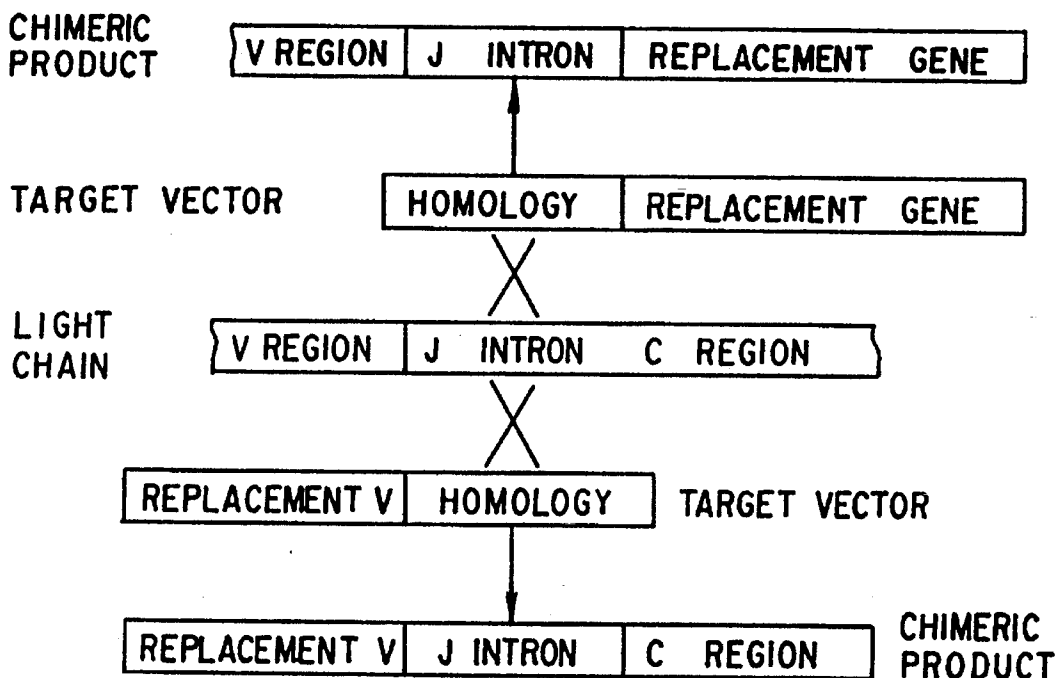 CHIMERIC
PRODUCT
V REGION J INTRON REPLACEMENT GENE
TARGET VECTOR HOMOLOGY REPLACEMENT GENE
LIGHT
CHAIN
V REGION J INTRON C REGION
REPLACEMENT V HOMOLOGY TARGET VECTOR
REPLACEMENT V J INTRON C REGION
CHIMERIC
PRODUCT